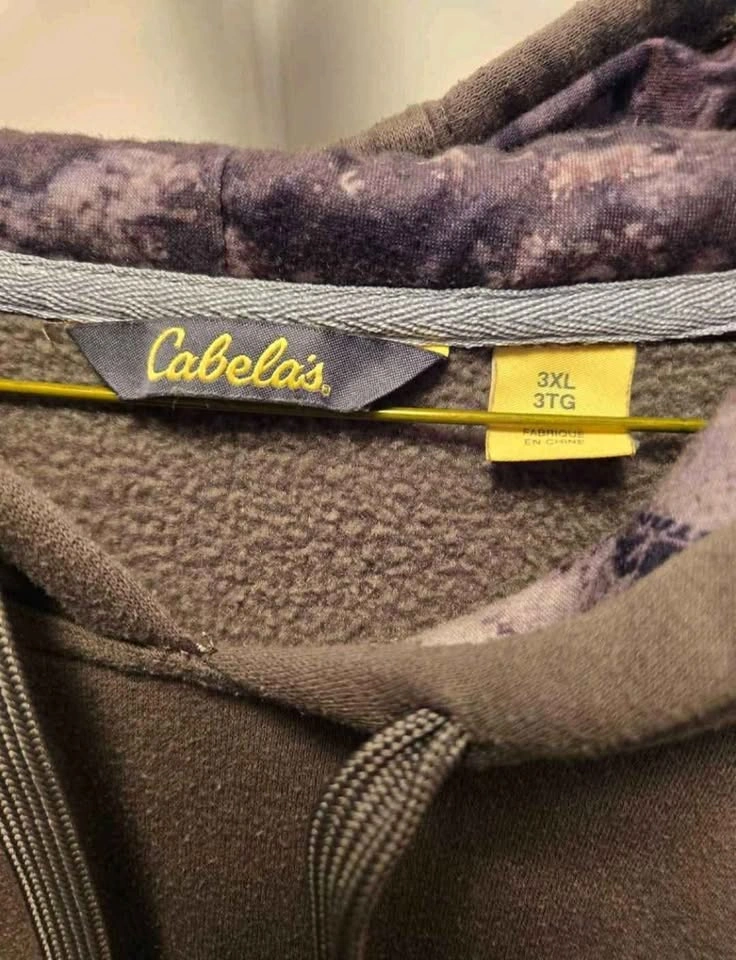 Cabela's®
3XL
3TG
FABRIQUÉ
EN CHINE